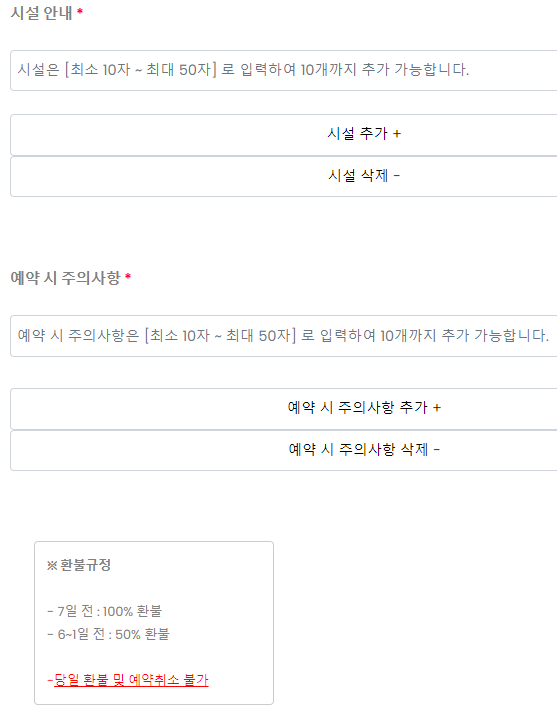 시설 안내 *
시설은 [최소 10자 ~ 최대 50자] 로 입력하여 10개까지 추가 가능합니다.
시설 추가 +
시설 삭제 -
예약 시 주의사항 *
예약 시 주의사항은 [최소 10자 ~ 최대 50자] 로 입력하여 10개까지 추가 가능합니다.
예약 시 주의사항 추가 +
예약 시 주의사항 삭제 -
※ 환불규정
- 7일 전 : 100% 환불
- 6~1일 전 : 50% 환불
-당일 환불 및 예약취소 불가